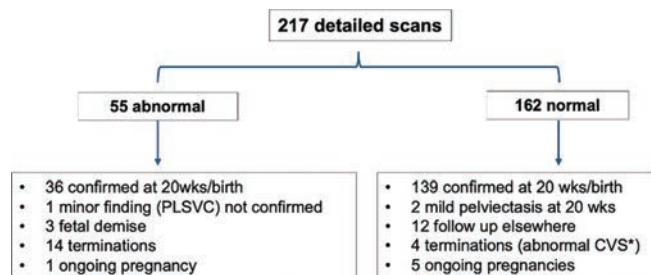 217 detailed scans
55 abnormal
162 normal
• 36 confirmed at 20wks/birth
• 1 minor finding (PLSVC) not confirmed
• 3 fetal demise
• 14 terminations
• 1 ongoing pregnancy
• 139 confirmed at 20 wks/birth
• 2 mild pelviectasis at 20 wks
• 12 follow up elsewhere
• 4 terminations (abnormal CVS*)
• 5 ongoing pregnancies